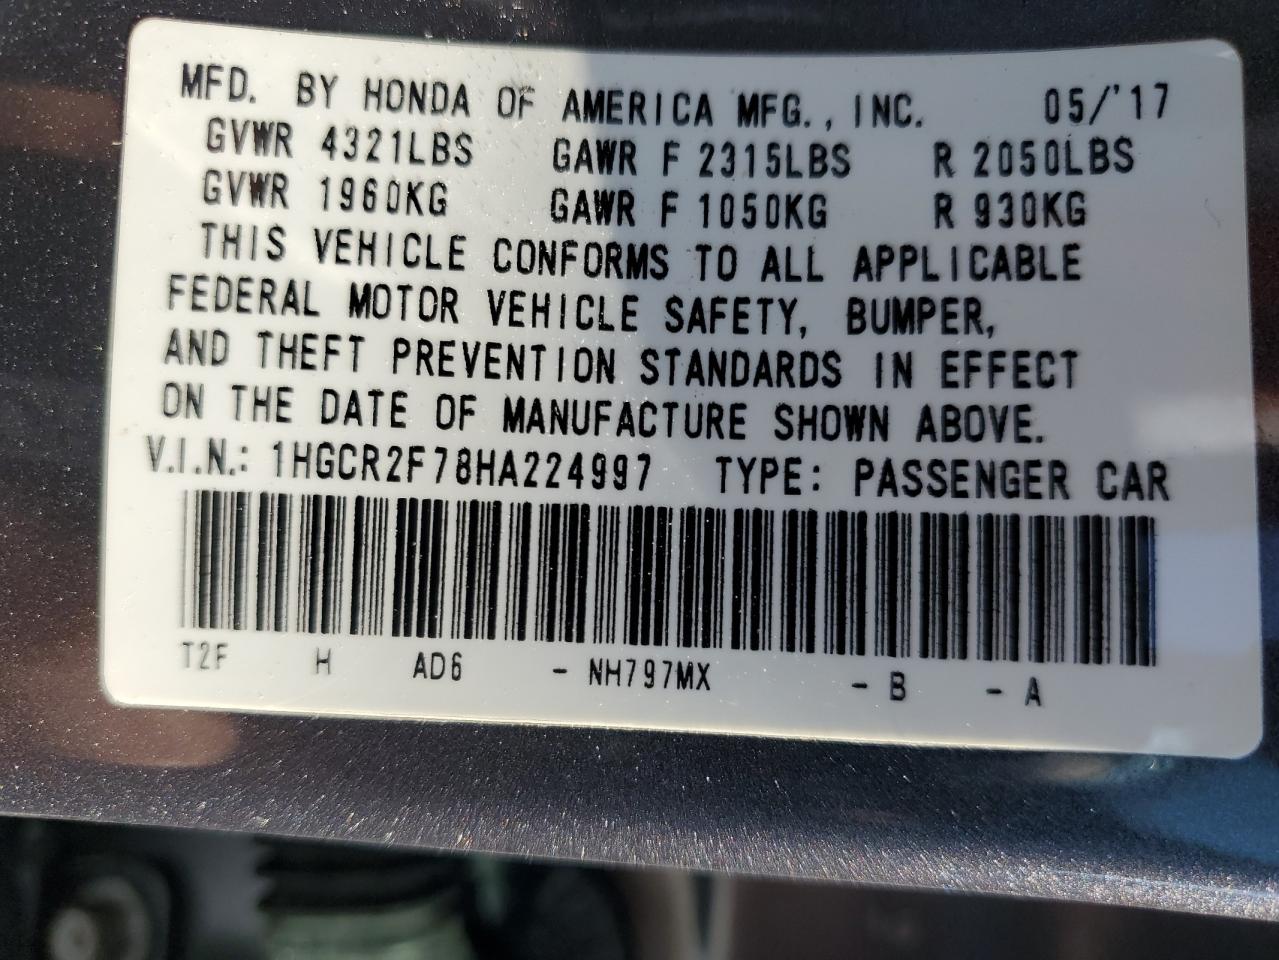 MFD. BY HONDA OF AMERICA MFG., INC. 05/'17
GVWR 4321LBS GAWR F 2315LBS R 2050LBS
GVWR 1960KG GAWR F 1050KG R 930KG
THIS VEHICLE CONFORMS TO ALL APPLICABLE
FEDERAL MOTOR VEHICLE SAFETY, BUMPER,
AND THEFT PREVENTION STANDARDS IN EFFECT
ON THE DATE OF MANUFACTURE SHOWN ABOVE.
V.I.N.: 1HGCR2F78HA224997 TYPE: PASSENGER CAR
T2F H AD6 - NH797MX - B - A